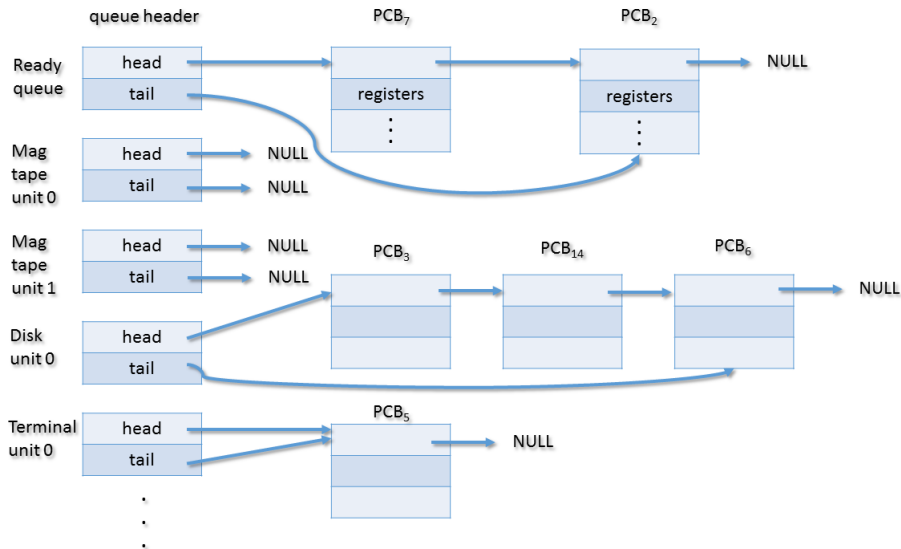 queue header
PCB₇
PCB₂
Ready
queue
head
tail
registers
registers
NULL
Mag
tape
unit 0
head
tail
NULL
NULL
Mag
tape
unit 1
head
tail
NULL
NULL
PCB₃
PCB₁₄
PCB₆
NULL
Disk
unit 0
head
tail
Terminal
unit 0
head
tail
PCB₅
NULL